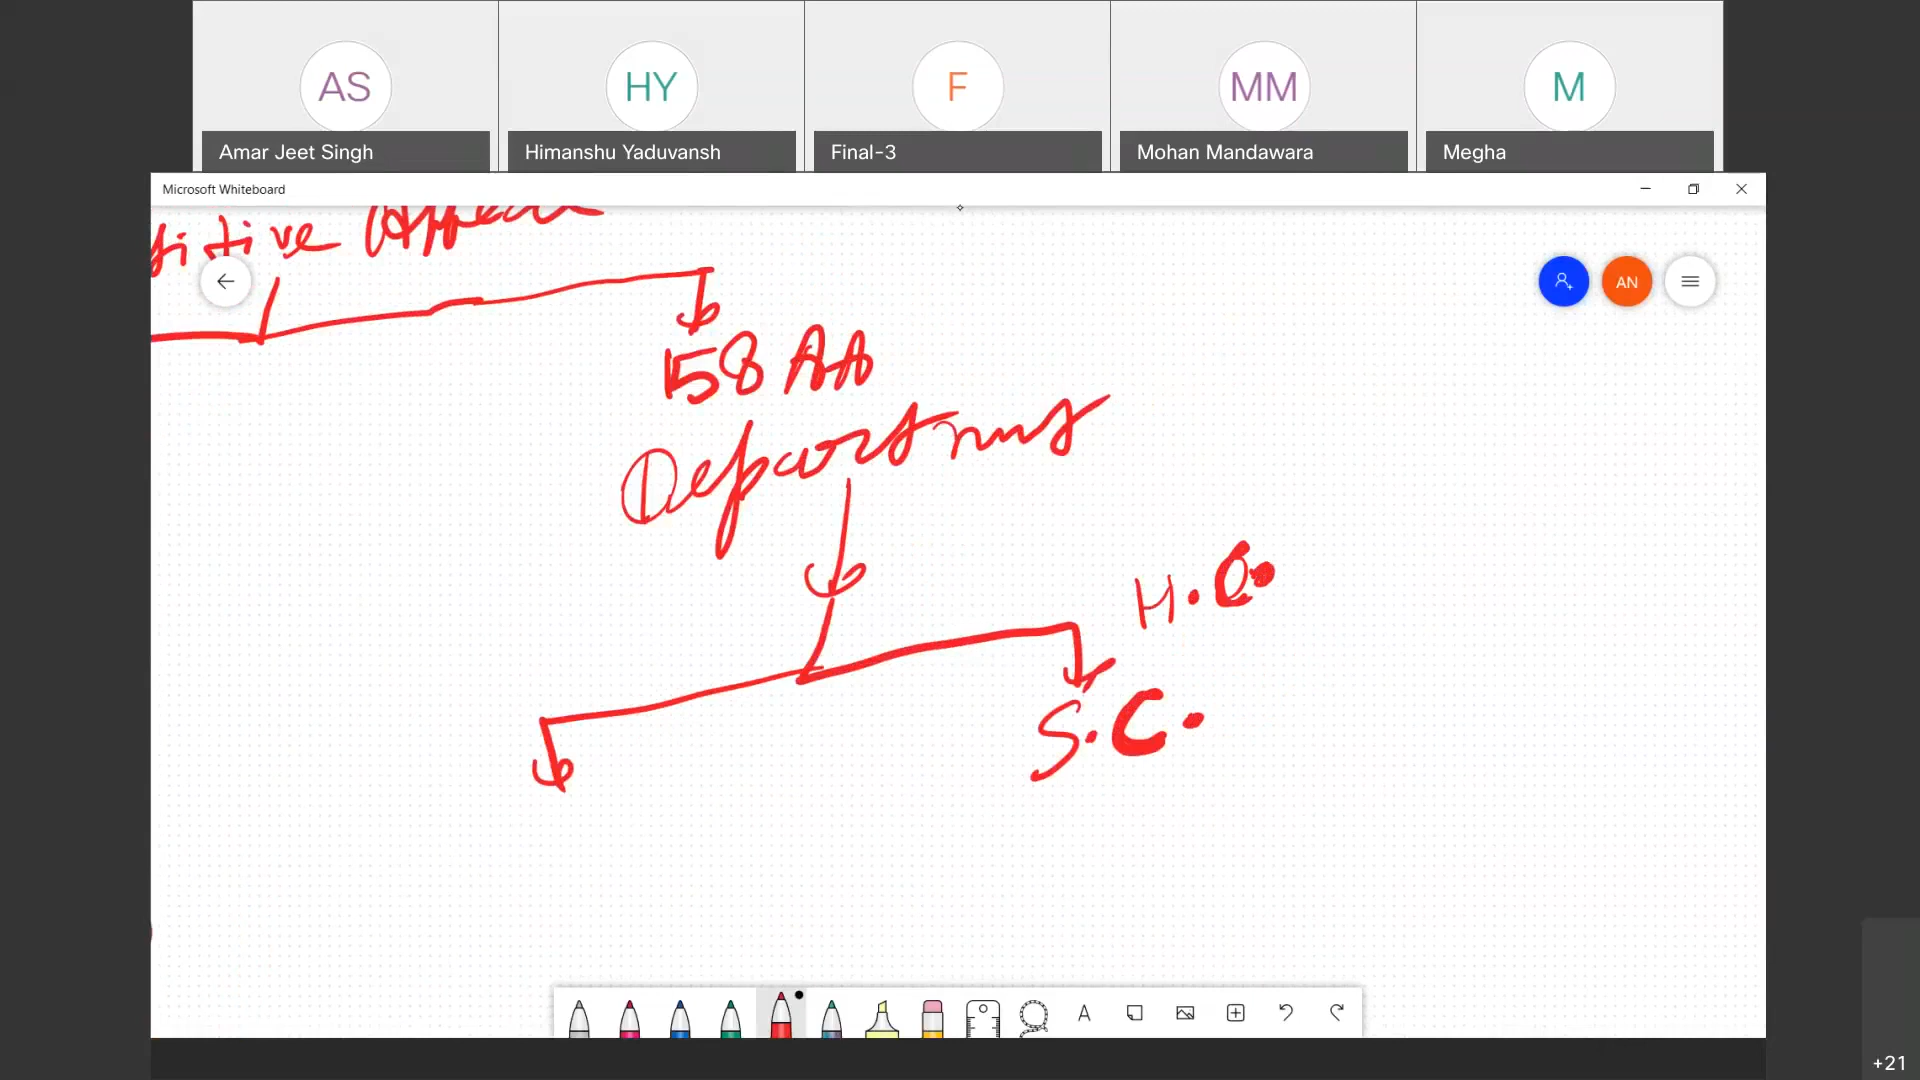 AS HY F MM M
Amar Jeet Singh Himanshu Yaduvansh Final-3 Mohan Mandawara Megha
Microsoft Whiteboard
AN
158 AA
Department
H.C.
S.C.
A
+21